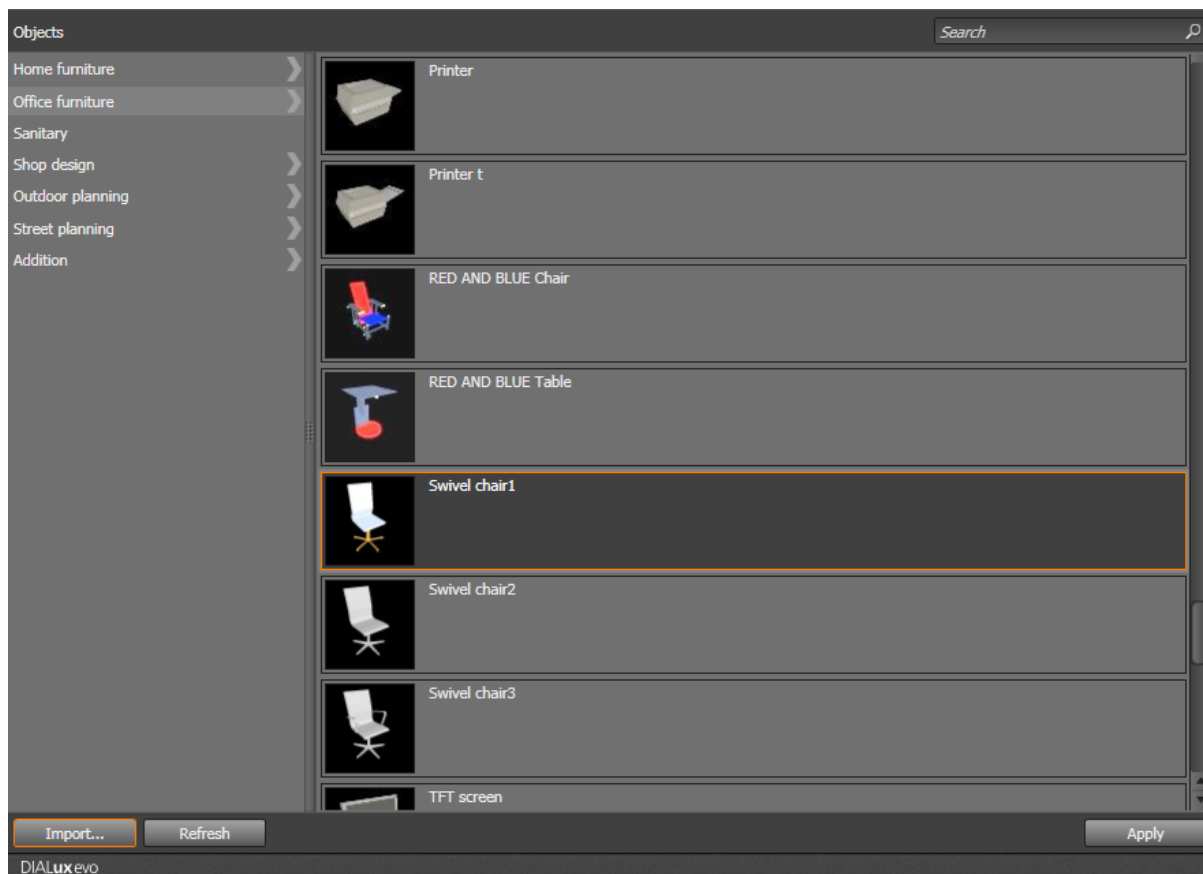 Objects
Search
Home furniture
Office furniture
Sanitary
Shop design
Outdoor planning
Street planning
Addition
Printer
Printer t
RED AND BLUE Chair
RED AND BLUE Table
Swivel chair1
Swivel chair2
Swivel chair3
TFT screen
Import...
Refresh
Apply
DIALux evo